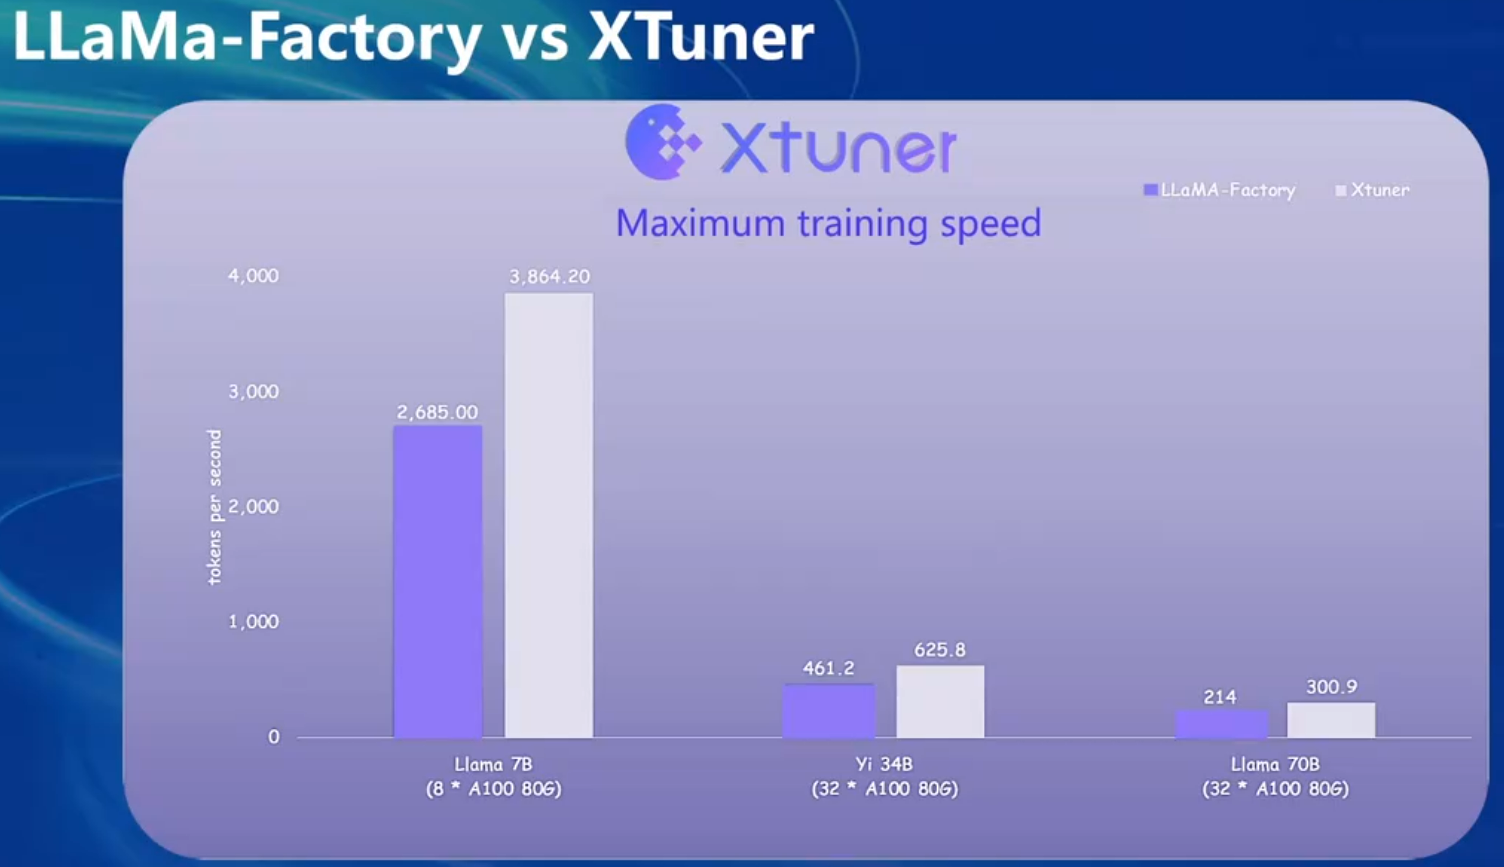 LLaMa-Factory vs XTuner
Xtuner
LLaMA-Factory
Xtuner
Maximum training speed
4,000
3,000
2,000
1,000
0
tokens per second
2,685.00
3,864.20
461.2
625.8
214
300.9
Llama 7B
(8 * A100 80G)
Yi 34B
(32 * A100 80G)
Llama 70B
(32 * A100 80G)